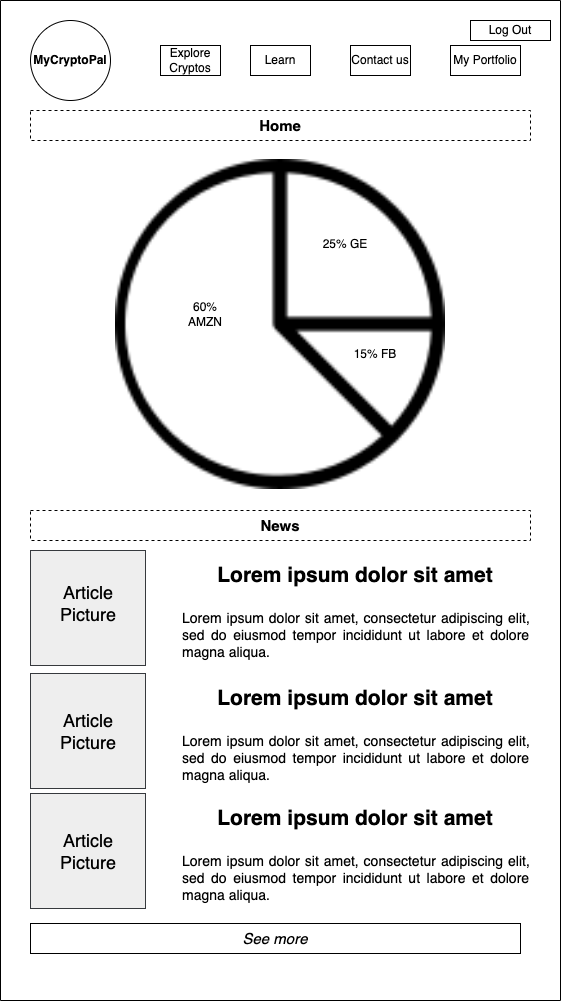 Log Out
MyCryptoPal
Explore
Cryptos
Learn
Contact us
My Portfolio
Home
25% GE
60%
AMZN
15% FB
News
Article
Picture
Lorem ipsum dolor sit amet
Lorem ipsum dolor sit amet, consectetur adipiscing elit,
sed do eiusmod tempor incididunt ut labore et dolore
magna aliqua.
Article
Picture
Lorem ipsum dolor sit amet
Lorem ipsum dolor sit amet, consectetur adipiscing elit,
sed do eiusmod tempor incididunt ut labore et dolore
magna aliqua.
Article
Picture
Lorem ipsum dolor sit amet
Lorem ipsum dolor sit amet, consectetur adipiscing elit,
sed do eiusmod tempor incididunt ut labore et dolore
magna aliqua.
See more